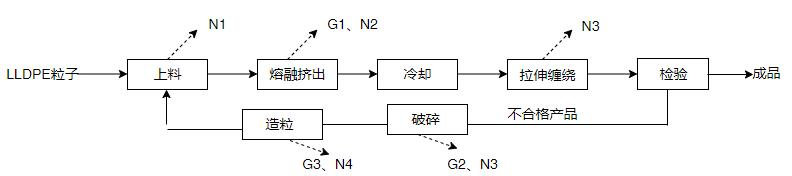 N1
G1、N2
N3
LLDPE粒子
上料
熔融挤出
冷却
拉伸缠绕
检验
成品
造粒
破碎
不合格产品
G3、N4
G2、N3